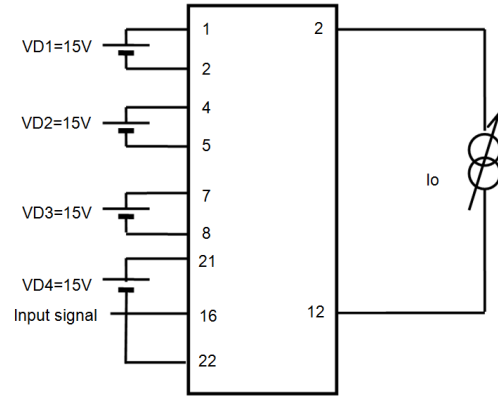 1
2
VD1=15V
2
4
VD2=15V
5
7
VD3=15V
8
Io
21
VD4=15V
Input signal
16
12
22